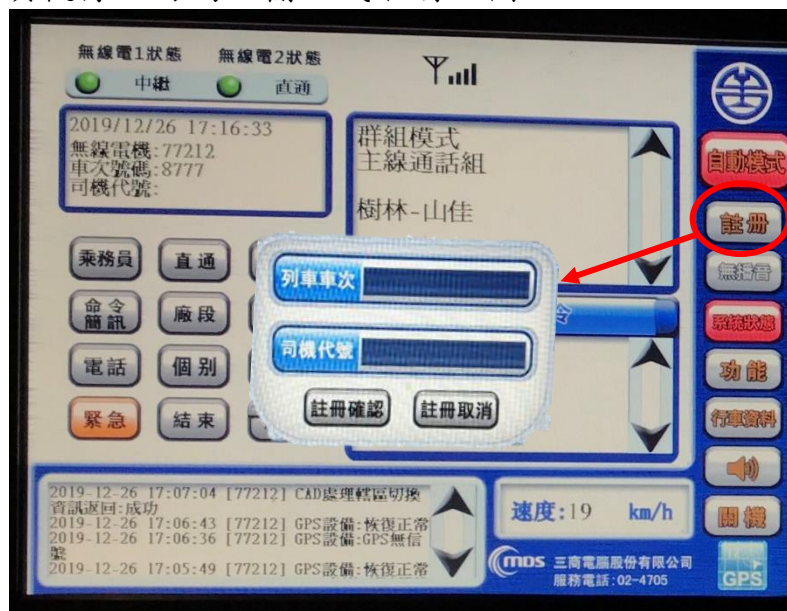 無線電1狀態 無線電2狀態
中繼 直通
2019/12/26 17:16:33
無線電機:77212
車次號碼:8777
司機代號:
群組模式
主線通話組
樹林-山佳
自動模式
註冊
無播音
系統狀態
功能
行車資料
開機
GPS
乘務員 直通
命令簡訊 廠段
電話 個別
緊急 結束
列車車次
司機代號
註冊確認 註冊取消
2019-12-26 17:07:04 [77212] CAD處理轄區切換
資訊返回:成功
2019-12-26 17:06:43 [77212] GPS設備:恢復正常
2019-12-26 17:06:36 [77212] GPS設備:GPS無信
號
2019-12-26 17:05:49 [77212] GPS設備:恢復正常
速度:19 km/h
mDS 三商電腦股份有限公司
服務電話:02-4705